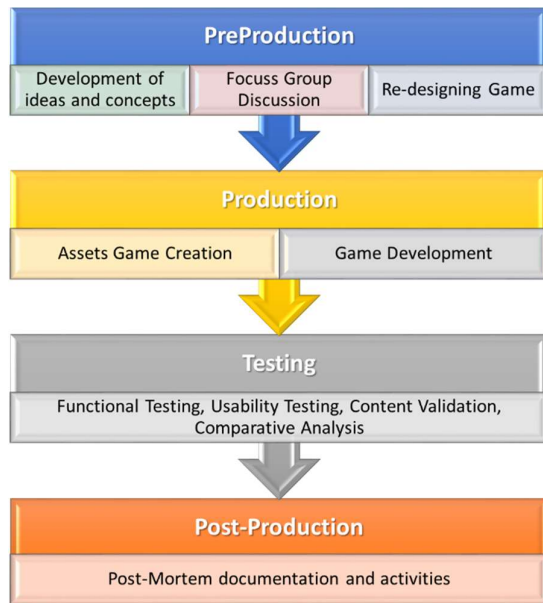 PreProduction
Development of
ideas and concepts
Focuss Group
Discussion
Re-designing Game
Production
Assets Game Creation
Game Development
Testing
Functional Testing, Usability Testing, Content Validation,
Comparative Analysis
Post-Production
Post-Mortem documentation and activities